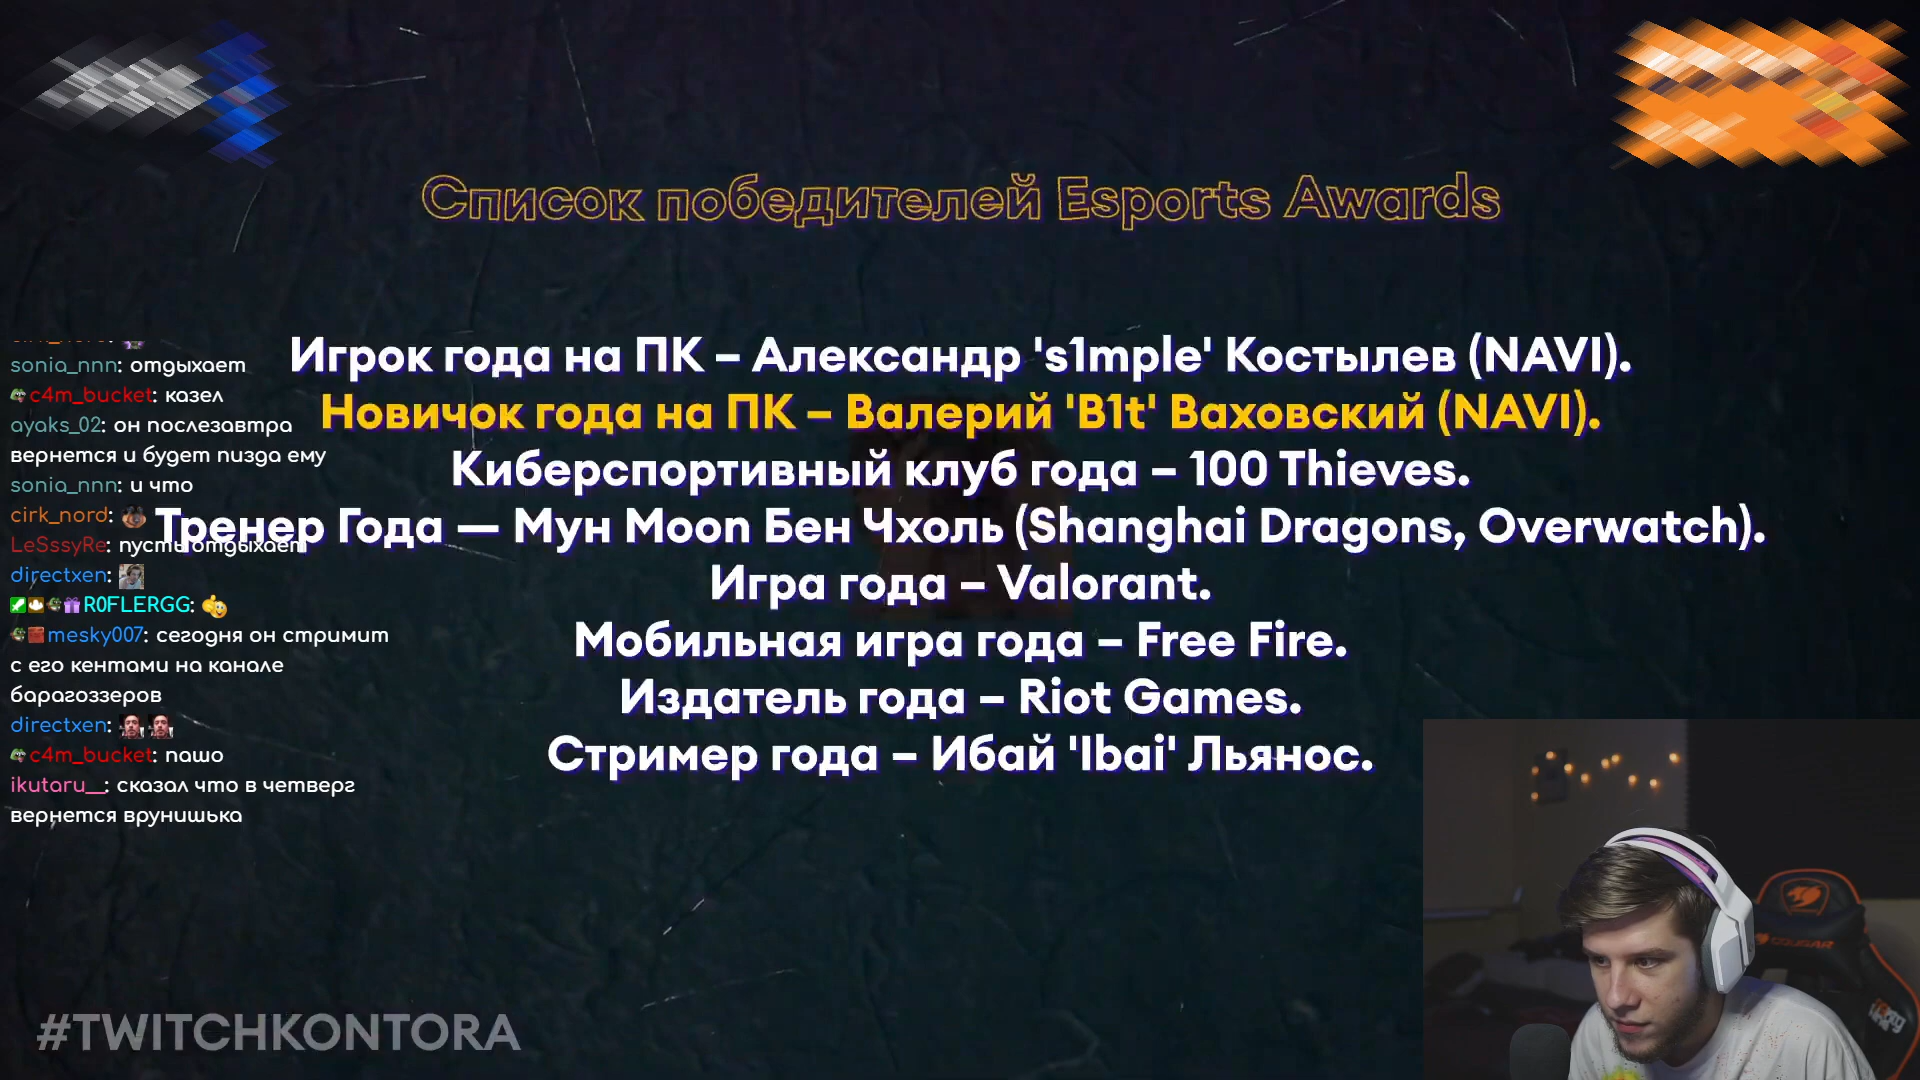 Список победителей Esports Awards
Игрок года на ПК – Александр 's1mple' Костылев (NAVI).
Новичок года на ПК – Валерий 'B1t' Ваховский (NAVI).
Киберспортивный клуб года – 100 Thieves.
Тренер Года — Мун Moon Бен Чхоль (Shanghai Dragons, Overwatch).
Игра года – Valorant.
Мобильная игра года – Free Fire.
Издатель года – Riot Games.
Стример года – Ибай 'Ibai' Льянос.
sonia_nnn: отдыхает
c4m_bucket: казел
ayaks_02: он послезавтра
вернется и будет пизда ему
sonia_nnn: и что
cirk_nord:
LeSssyRe: пусть отдыхает
directxen:
R0FLERGG:
mesky007: сегодня он стримит
с его кентами на канале
барагоззеров
directxen:
c4m_bucket: пашо
ikutaru__: сказал что в четверг
вернется врунишька
#TWITCHKONTORA
COUGAR